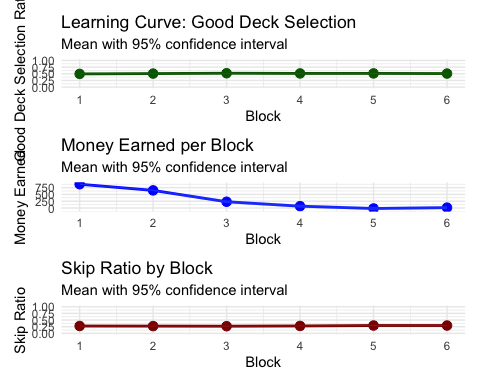 Learning Curve: Good Deck Selection
Mean with 95% confidence interval
Good Deck Selection Ra
1.00
0.75
0.50
0.25
0.00
1 2 3 4 5 6
Block
Money Earned per Block
Mean with 95% confidence interval
Money Earned
750
500
250
0
1 2 3 4 5 6
Block
Skip Ratio by Block
Mean with 95% confidence interval
Skip Ratio
1.00
0.75
0.50
0.25
0.00
1 2 3 4 5 6
Block